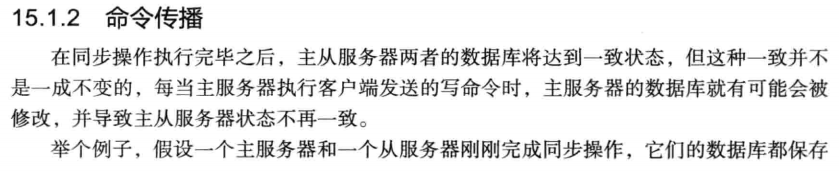 15.1.2 命令传播
在同步操作执行完毕之后，主从服务器两者的数据库将达到一致状态，但这种一致并不
是一成不变的，每当主服务器执行客户端发送的写命令时，主服务器的数据库就有可能会被
修改，并导致主从服务器状态不再一致。
举个例子，假设一个主服务器和一个从服务器刚刚完成同步操作，它们的数据库都保存